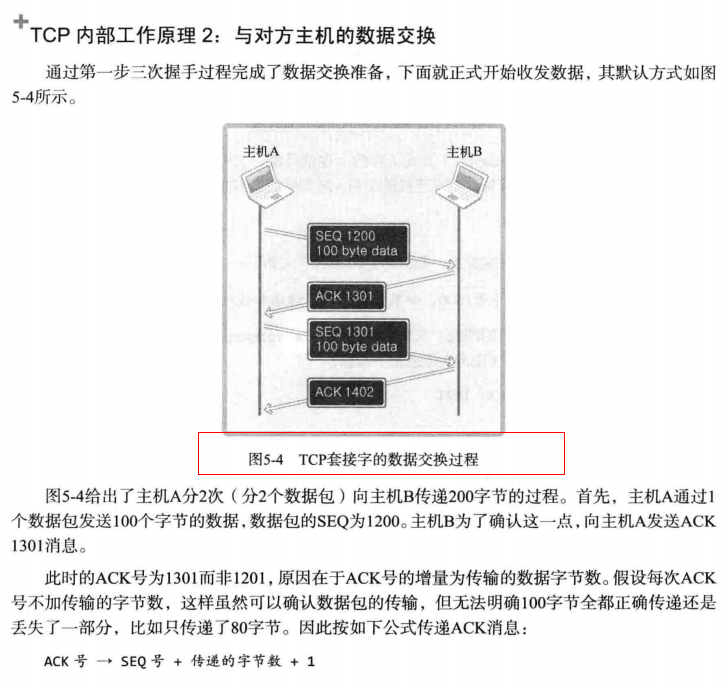 TCP 内部工作原理 2：与对方主机的数据交换
通过第一步三次握手过程完成了数据交换准备，下面就正式开始收发数据，其默认方式如图
5-4所示。
主机A
主机B
SEQ 1200
100 byte data
ACK 1301
SEQ 1301
100 byte data
ACK 1402
图5-4 TCP套接字的数据交换过程
图5-4给出了主机A分2次（分2个数据包）向主机B传递200字节的过程。首先，主机A通过1
个数据包发送100个字节的数据，数据包的SEQ为1200。主机B为了确认这一点，向主机A发送ACK
1301消息。
此时的ACK号为1301而非1201，原因在于ACK号的增量为传输的数据字节数。假设每次ACK
号不加传输的字节数，这样虽然可以确认数据包的传输，但无法明确100字节全都正确传递还是
丢失了一部分，比如只传递了80字节。因此按如下公式传递ACK消息：
ACK 号 → SEQ 号 + 传递的字节数 + 1